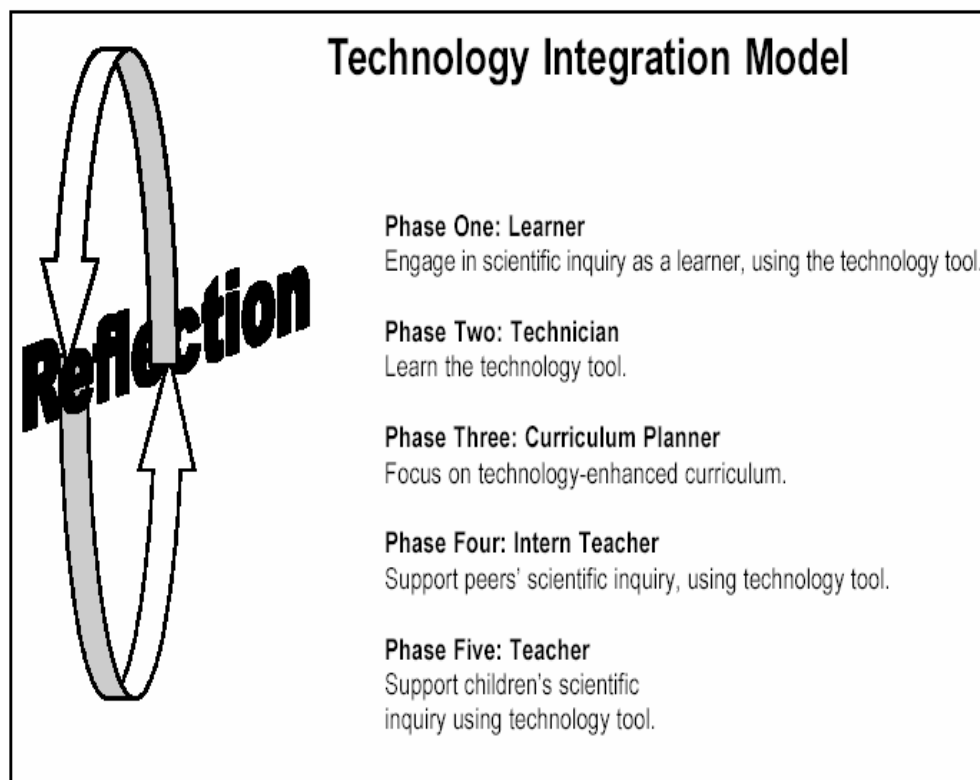 Technology Integration Model
Reflection
Phase One: Learner
Engage in scientific inquiry as a learner, using the technology tool.
Phase Two: Technician
Learn the technology tool.
Phase Three: Curriculum Planner
Focus on technology-enhanced curriculum.
Phase Four: Intern Teacher
Support peers’ scientific inquiry, using technology tool.
Phase Five: Teacher
Support children’s scientific
inquiry using technology tool.